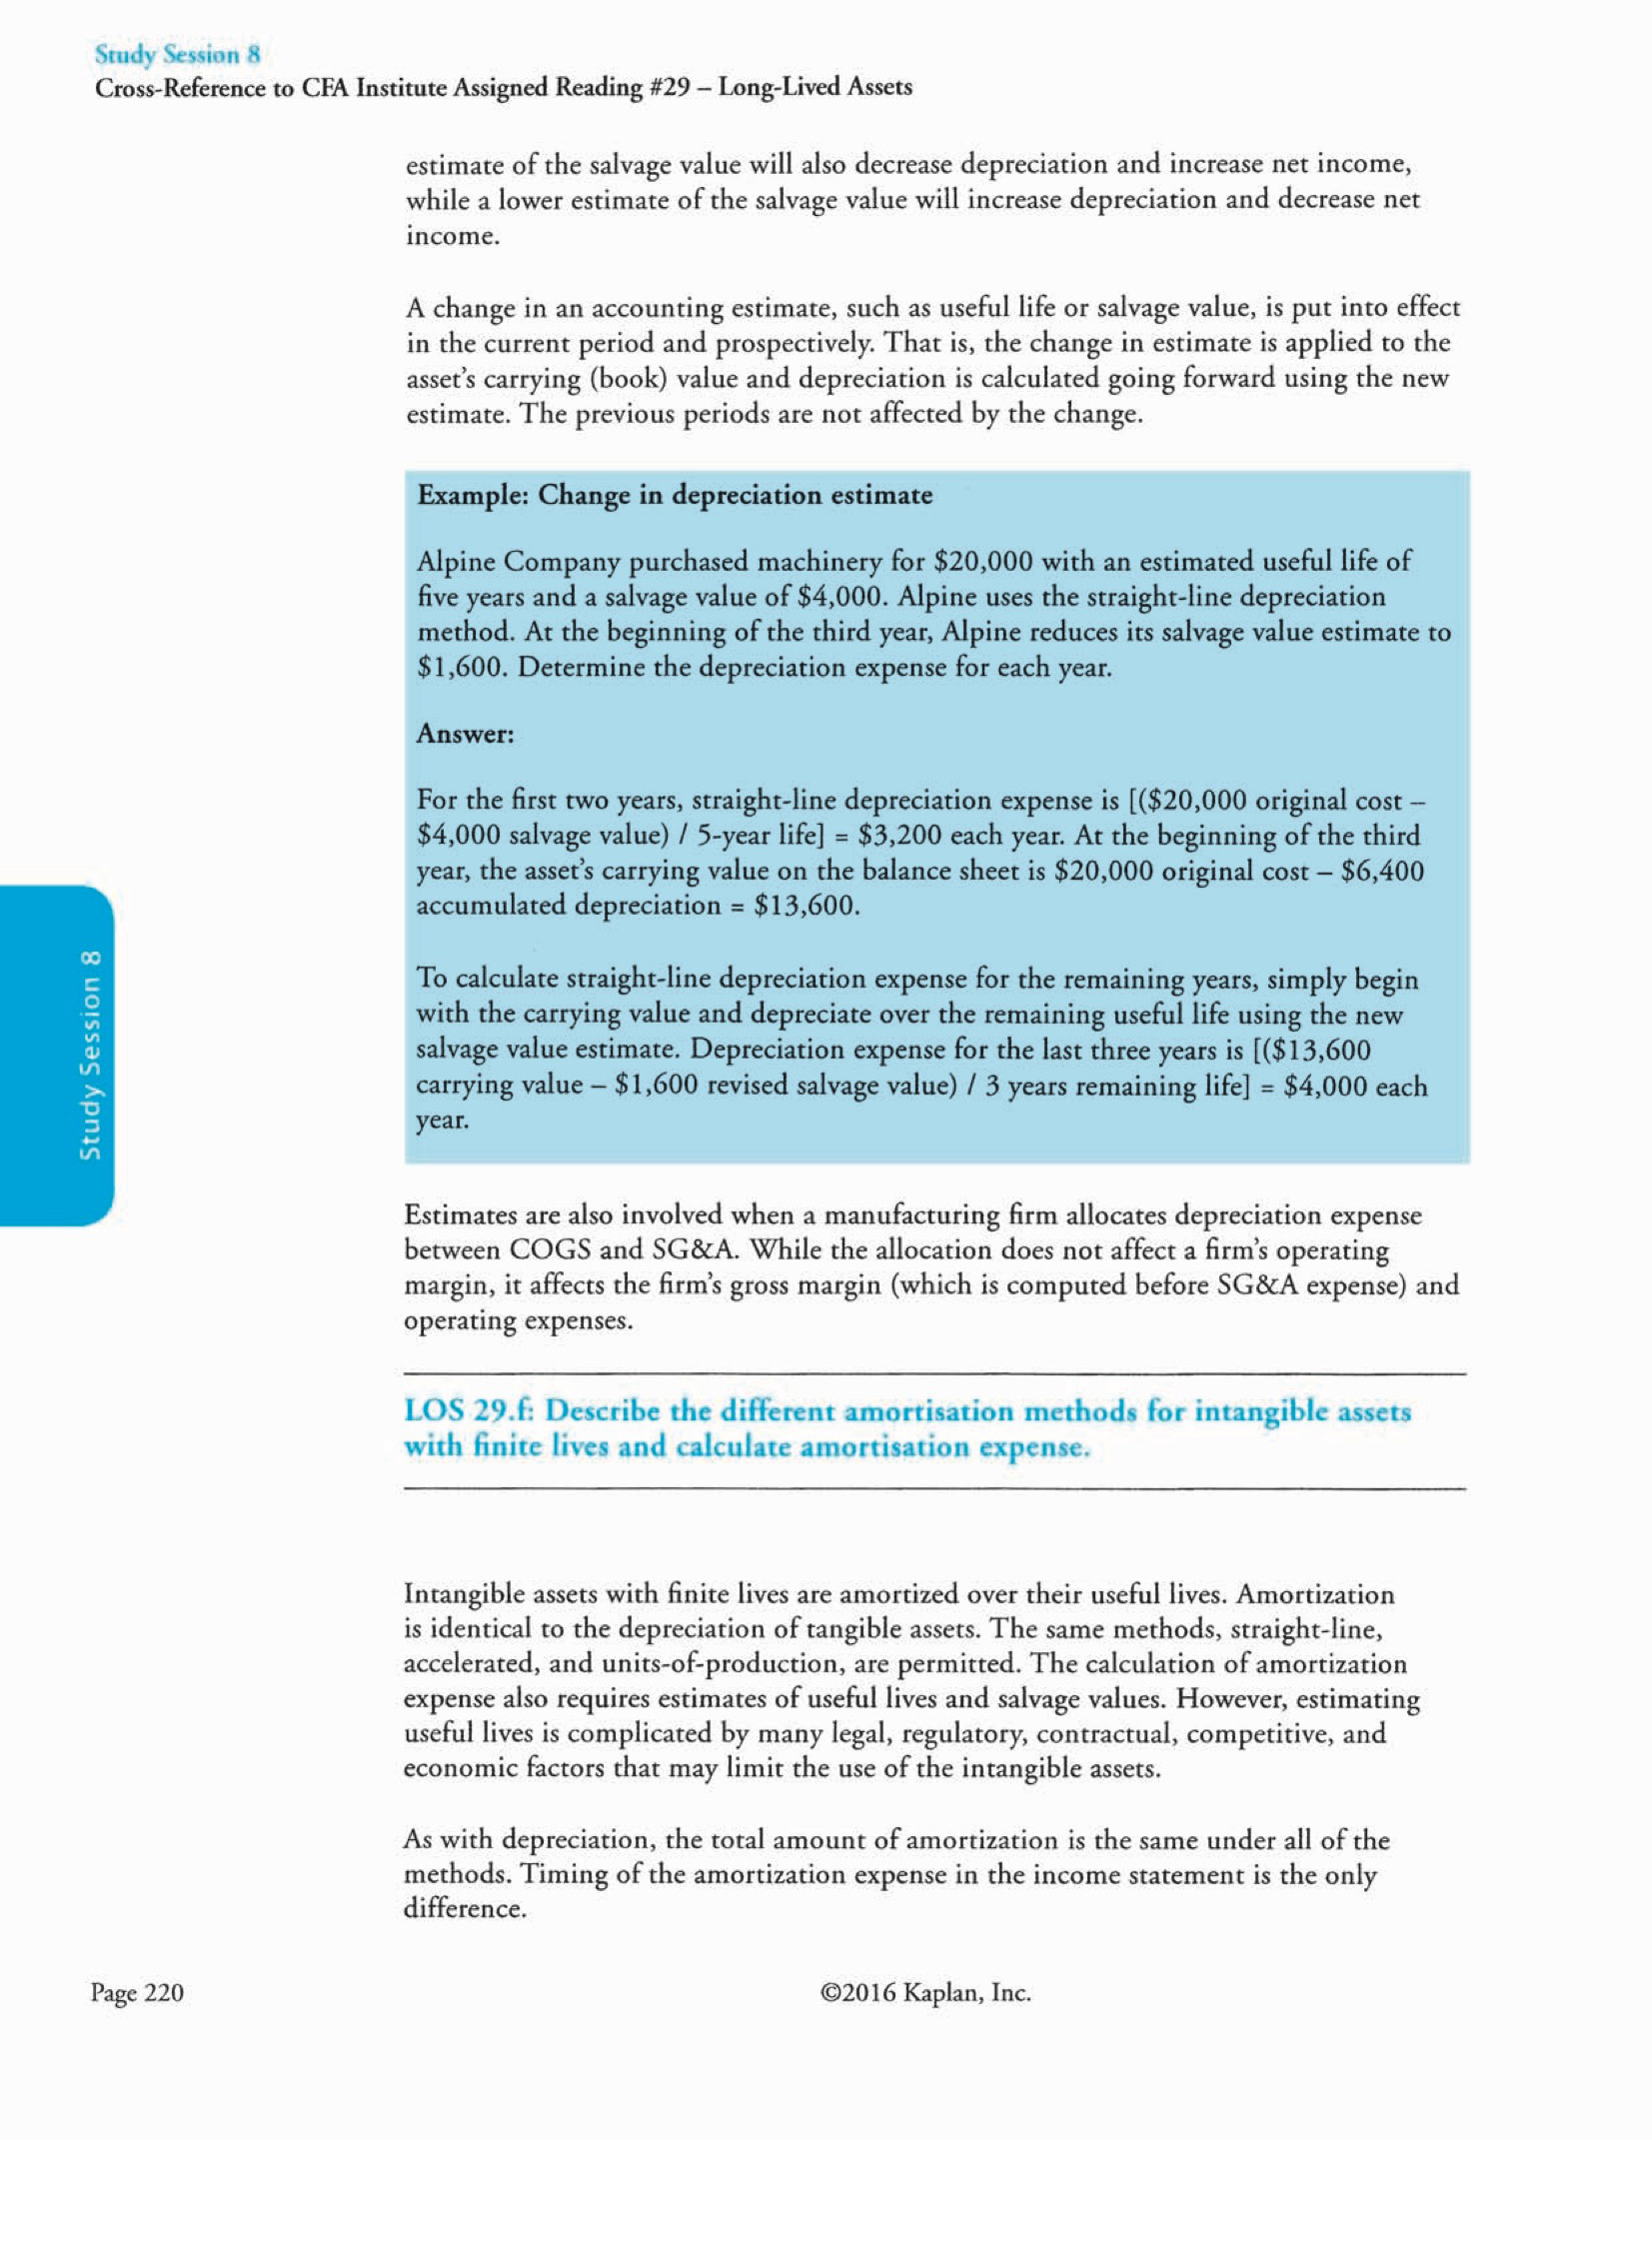 Study Session 8
Cross-Reference to CFA Institute Assigned Reading #29 – Long-Lived Assets
estimate of the salvage value will also decrease depreciation and increase net income,
while a lower estimate of the salvage value will increase depreciation and decrease net
income.
A change in an accounting estimate, such as useful life or salvage value, is put into effect
in the current period and prospectively. That is, the change in estimate is applied to the
asset's carrying (book) value and depreciation is calculated going forward using the new
estimate. The previous periods are not affected by the change.
Example: Change in depreciation estimate
Alpine Company purchased machinery for $20,000 with an estimated useful life of
five years and a salvage value of $4,000. Alpine uses the straight-line depreciation
method. At the beginning of the third year, Alpine reduces its salvage value estimate to
$1,600. Determine the depreciation expense for each year.
Answer:
For the first two years, straight-line depreciation expense is [($20,000 original cost –
$4,000 salvage value) / 5-year life] = $3,200 each year. At the beginning of the third
year, the asset's carrying value on the balance sheet is $20,000 original cost – $6,400
accumulated depreciation = $13,600.
To calculate straight-line depreciation expense for the remaining years, simply begin
with the carrying value and depreciate over the remaining useful life using the new
salvage value estimate. Depreciation expense for the last three years is [($13,600
carrying value – $1,600 revised salvage value) / 3 years remaining life] = $4,000 each
year.
Study Session 8
Estimates are also involved when a manufacturing firm allocates depreciation expense
between COGS and SG&A. While the allocation does not affect a firm's operating
margin, it affects the firm's gross margin (which is computed before SG&A expense) and
operating expenses.
LOS 29.f: Describe the different amortisation methods for intangible assets
with finite lives and calculate amortisation expense.
Intangible assets with finite lives are amortized over their useful lives. Amortization
is identical to the depreciation of tangible assets. The same methods, straight-line,
accelerated, and units-of-production, are permitted. The calculation of amortization
expense also requires estimates of useful lives and salvage values. However, estimating
useful lives is complicated by many legal, regulatory, contractual, competitive, and
economic factors that may limit the use of the intangible assets.
As with depreciation, the total amount of amortization is the same under all of the
methods. Timing of the amortization expense in the income statement is the only
difference.
Page 220
©2016 Kaplan, Inc.